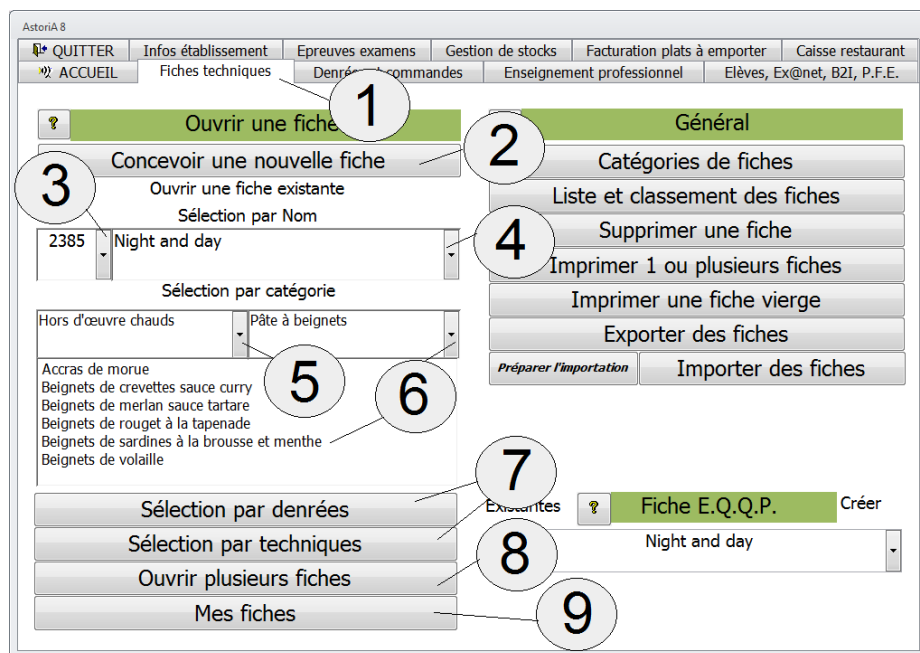 AstoriA 8
QUITTER
Infos établissement
Epreuves examens
Gestion de stocks
Facturation plats à emporter
Caisse restaurant
ACCUEIL
Fiches techniques
commandes
Enseignement professionnel
Elèves, Ex@net, B2I, P.F.E.
1
? Ouvrir une fiche
Concevoir une nouvelle fiche
2
3
Ouvrir une fiche existante
Sélection par Nom
2385
Night and day
4
Sélection par catégorie
Hors d'œuvre chauds
Pâte à beignets
5
6
Accras de morue
Beignets de crevettes sauce curry
Beignets de merlan sauce tartare
Beignets de rouget à la tapenade
Beignets de sardines à la brousse et menthe
Beignets de volaille
Sélection par denrées
7
Sélection par techniques
Ouvrir plusieurs fiches
8
Mes fiches
9
Général
Catégories de fiches
Liste et classement des fiches
Supprimer une fiche
Imprimer 1 ou plusieurs fiches
Imprimer une fiche vierge
Exporter des fiches
Préparer l'importation
Importer des fiches
Existantes
? Fiche E.Q.Q.P.
Créer
Night and day